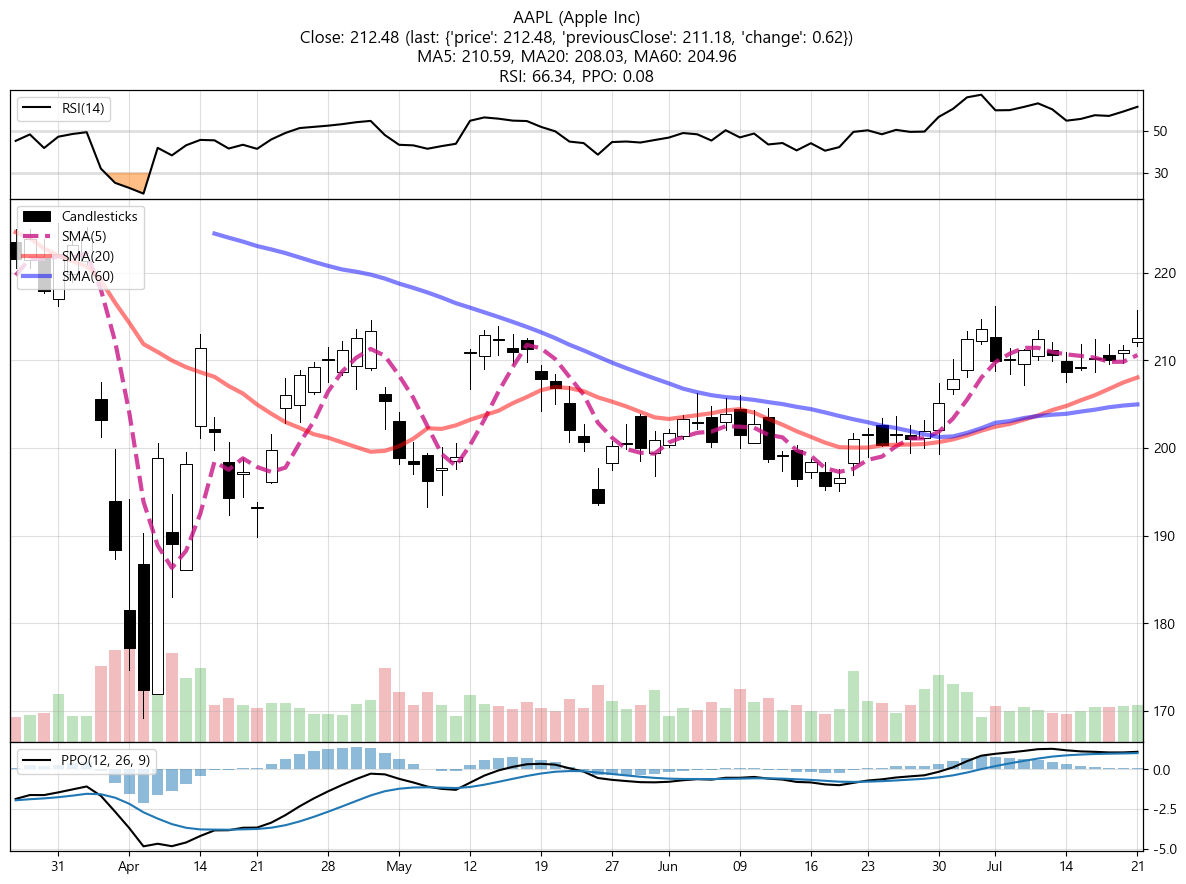 AAPL (Apple Inc)
Close: 212.48 (last: {'price': 212.48, 'previousClose': 211.18, 'change': 0.62})
MA5: 210.59, MA20: 208.03, MA60: 204.96
RSI: 66.34, PPO: 0.08
RSI(14)
50
30
Candlesticks
SMA(5)
SMA(20)
SMA(60)
220
210
200
190
180
170
PPO(12, 26, 9)
0.0
-2.5
-5.0
31 Apr 14 21 28 May 12 19 27 Jun 09 16 23 30 Jul 14 21